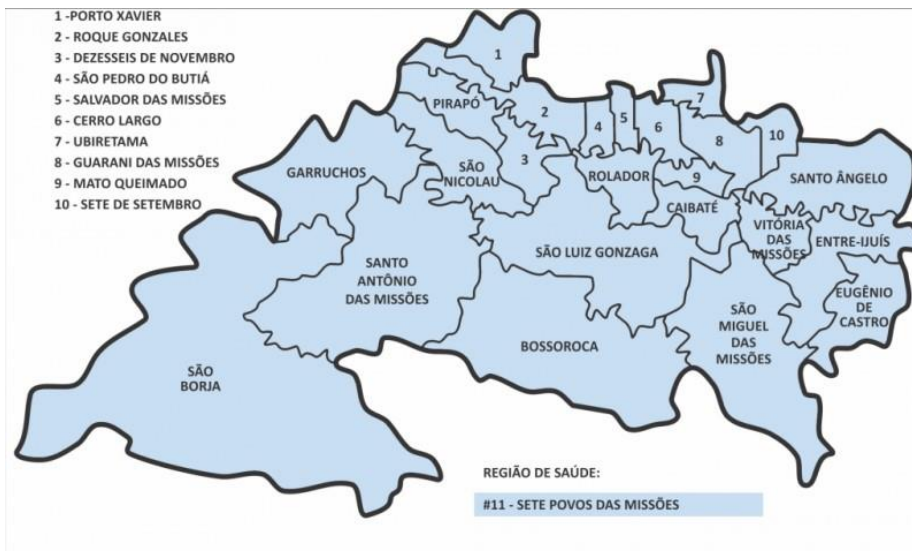 1 -PORTO XAVIER
2 - ROQUE GONZALES
3 - DEZESSEIS DE NOVEMBRO
4 - SÃO PEDRO DO BUTIÁ
5 - SALVADOR DAS MISSÕES
6 - CERRO LARGO
7 - UBIRETAMA
8 - GUARANI DAS MISSÕES
9 - MATO QUEIMADO
10 - SETE DE SETEMBRO
1
PIRAPÓ
2
3
4
5
6
7
8
9
10
GARRUCHOS
SÃO
NICOLAU
ROLADOR
CAIBATÉ
SANTO ÂNGELO
VITÓRIA
DAS
MISSÕES
ENTRE-IJUÍS
SANTO
ANTÔNIO
DAS MISSÕES
SÃO LUIZ GONZAGA
EUGÊNIO
DE
CASTRO
SÃO
MIGUEL
DAS
MISSÕES
BOSSOROCA
SÃO
BORJA
REGIÃO DE SAÚDE:
#11 - SETE POVOS DAS MISSÕES